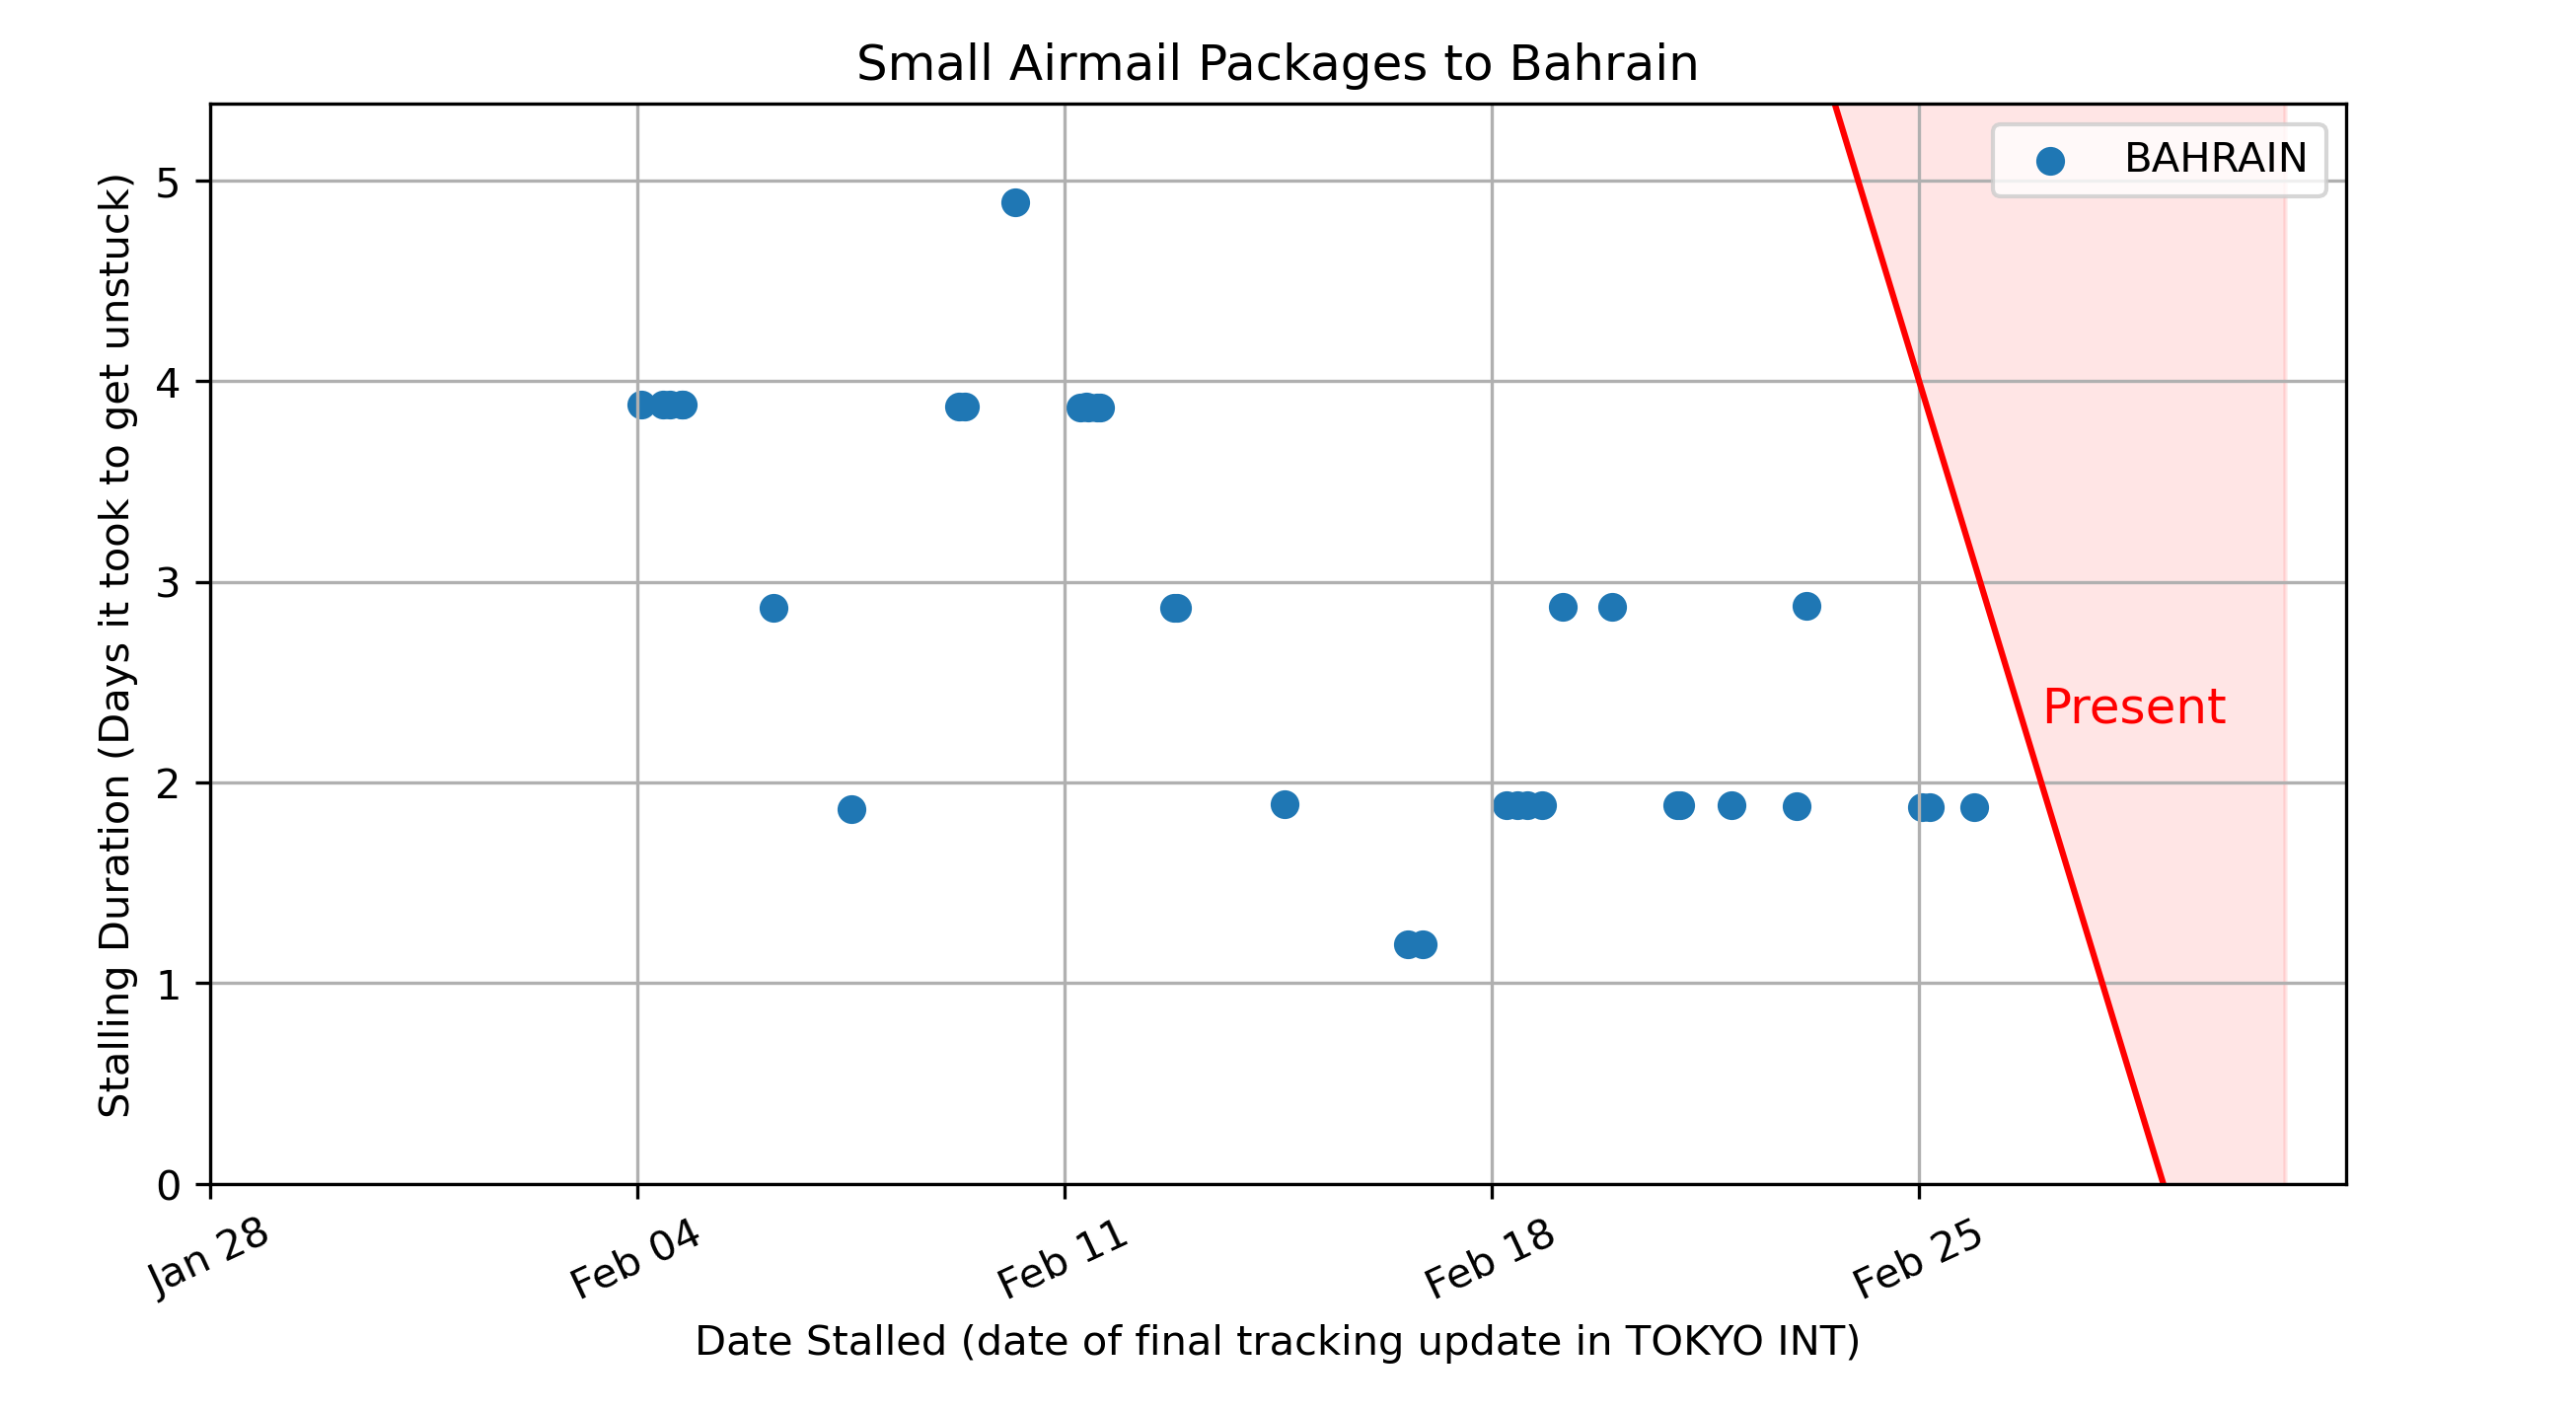 Small Airmail Packages to Bahrain
BAHRAIN
Present
Stalling Duration (Days it took to get unstuck)
5
4
3
2
1
0
Jan 28
Feb 04
Feb 11
Feb 18
Feb 25
Date Stalled (date of final tracking update in TOKYO INT)